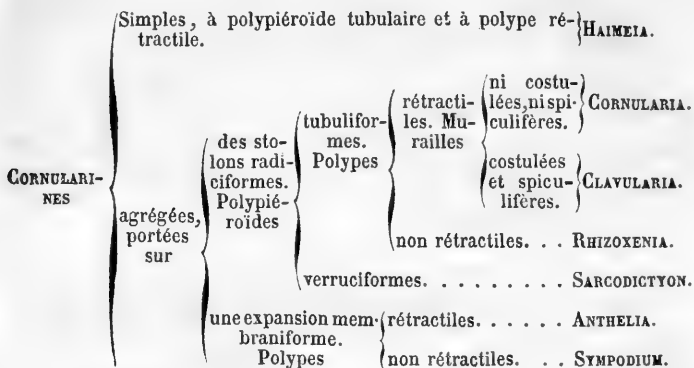 Simples, à polypiéroïde tubulaire et à polype ré-
tractile.
HAIMEIA.
CORNULARI-
NES
agrégées,
portées
sur
des sto-
lons radi-
ciformes.
Polypié-
roïdes
tubulifor-
mes.
Polypes
rétracti-
les. Mu-
railles
ni costu-
lées, ni spi-
culifères.
CORNULARIA.
costulées
et spicu-
lifères.
CLAVULARIA.
non rétractiles. . . RHIZOXENIA.
verruciformes. . . . . . . . . SARCODICTYON.
une expansion mem-
braniforme.
Polypes
rétractiles. . . . . . ANTHELIA.
non rétractiles. . . SYMPODIUM.